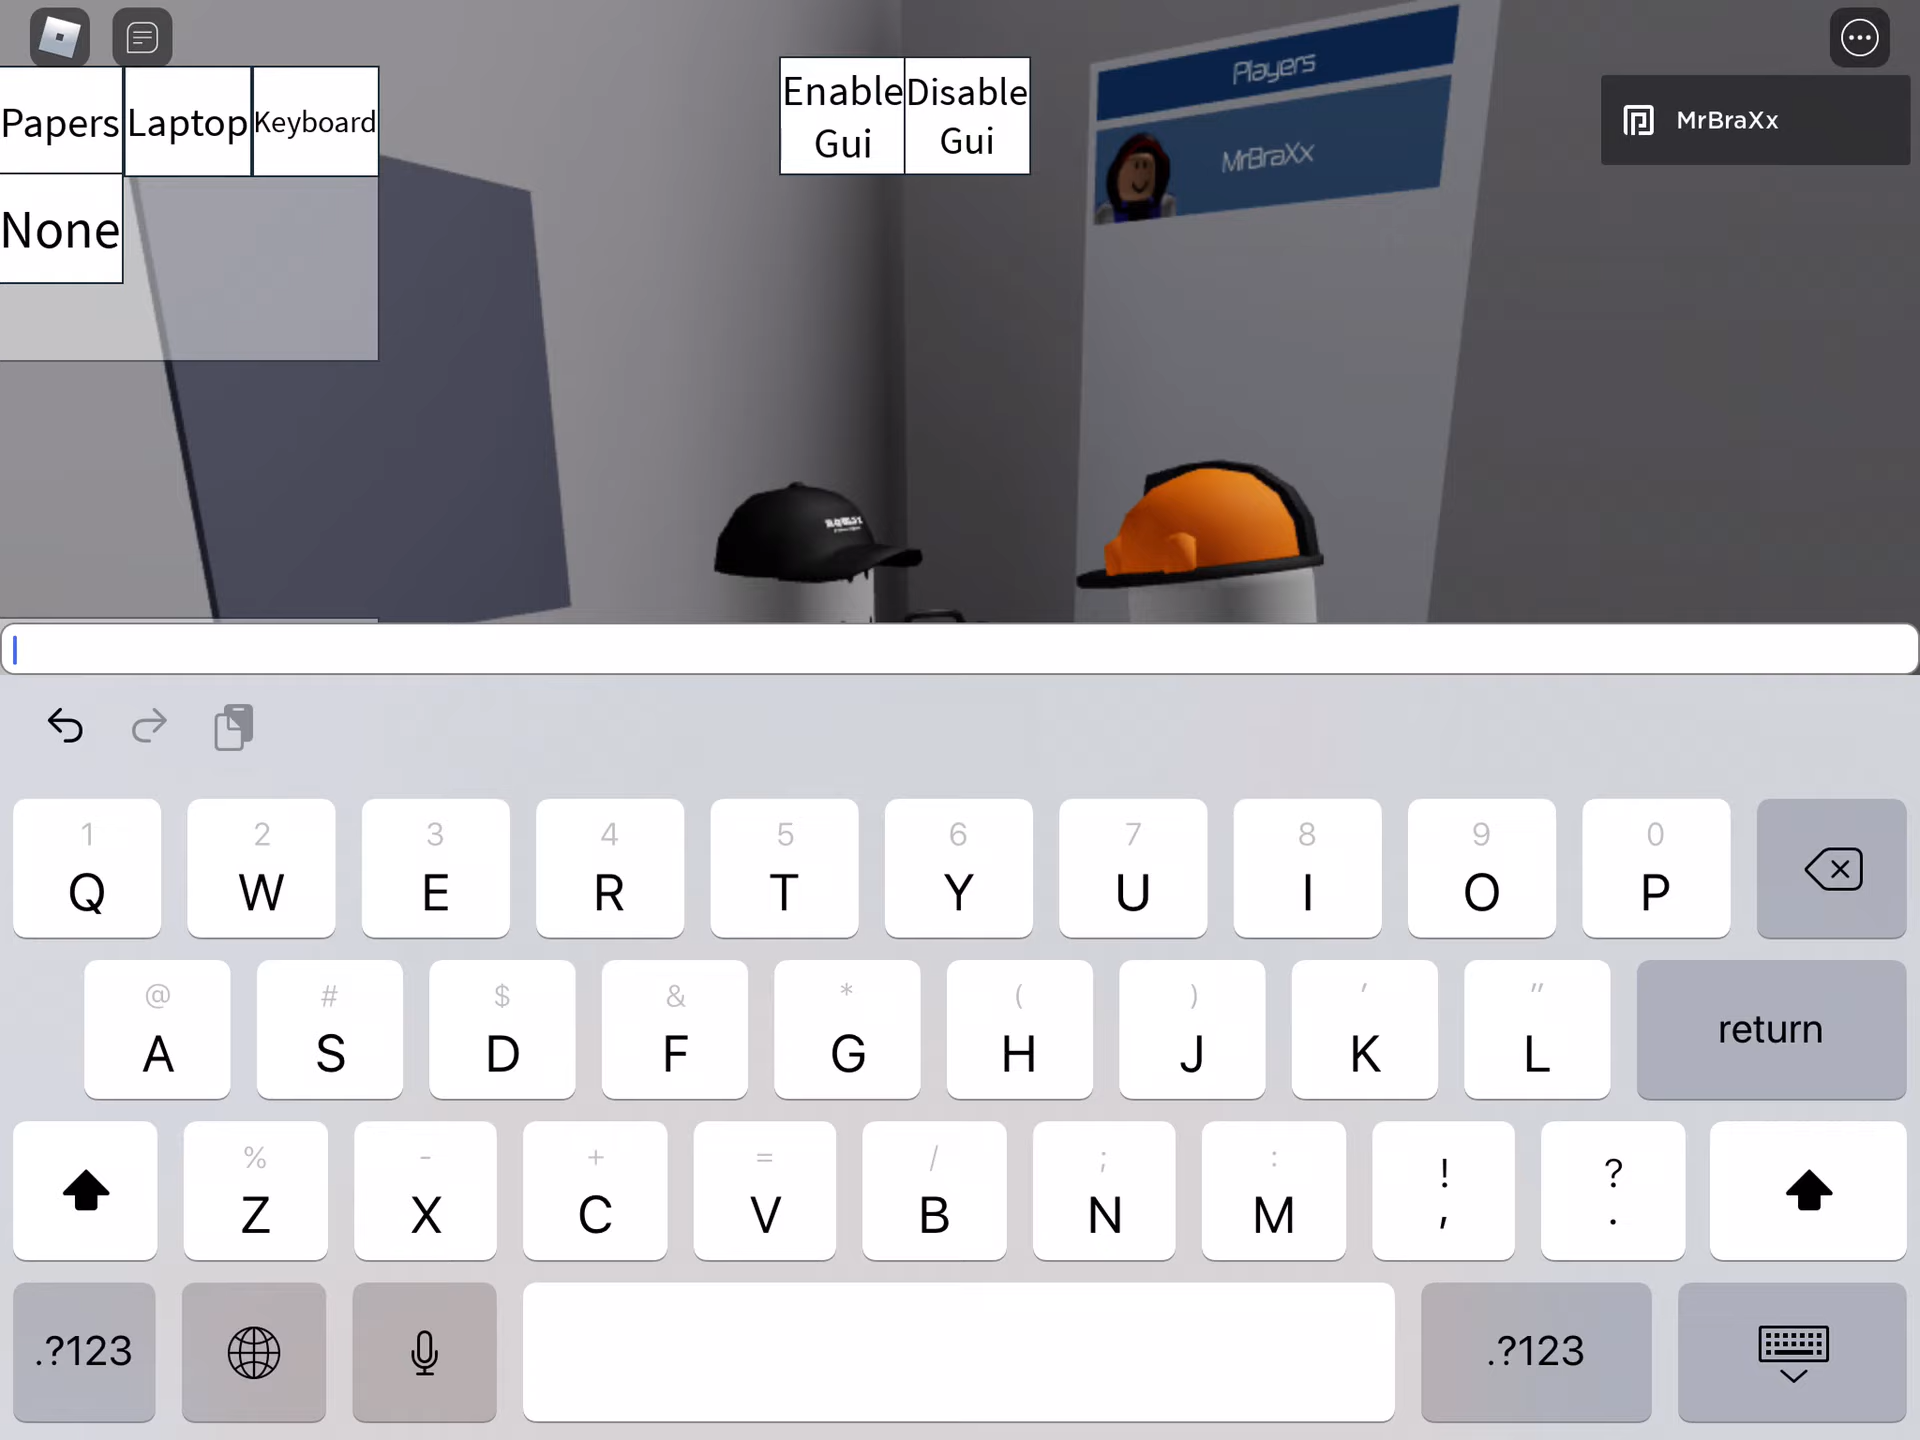 Papers Laptop Keyboard
None
Enable Gui
Disable Gui
Players
MrBraXx
MrBraXx
ROBLOX
1 2 3 4 5 6 7 8 9 0
Q W E R T Y U I O P
@ # $ & * ( ) ' "
A S D F G H J K L return
% - + = / ; : ! ?
Z X C V B N M , .
.?123 .?123